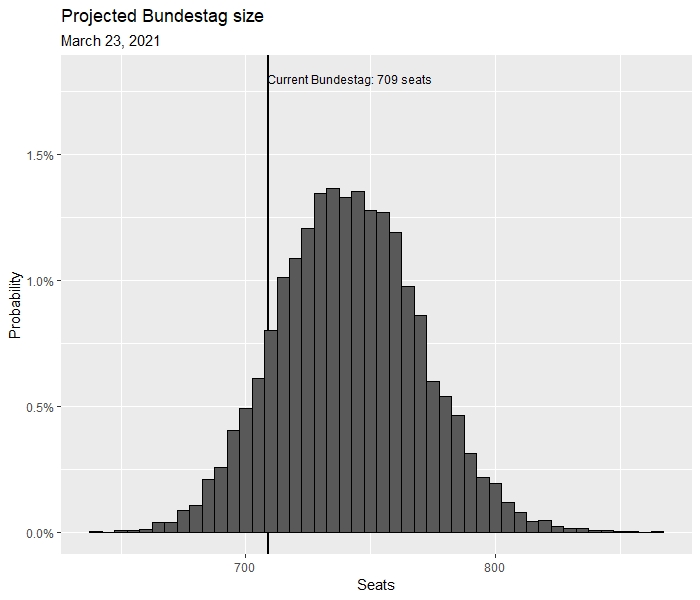 Projected Bundestag size
March 23, 2021
Current Bundestag: 709 seats
1.5%
1.0%
0.5%
0.0%
Probability
700
800
Seats